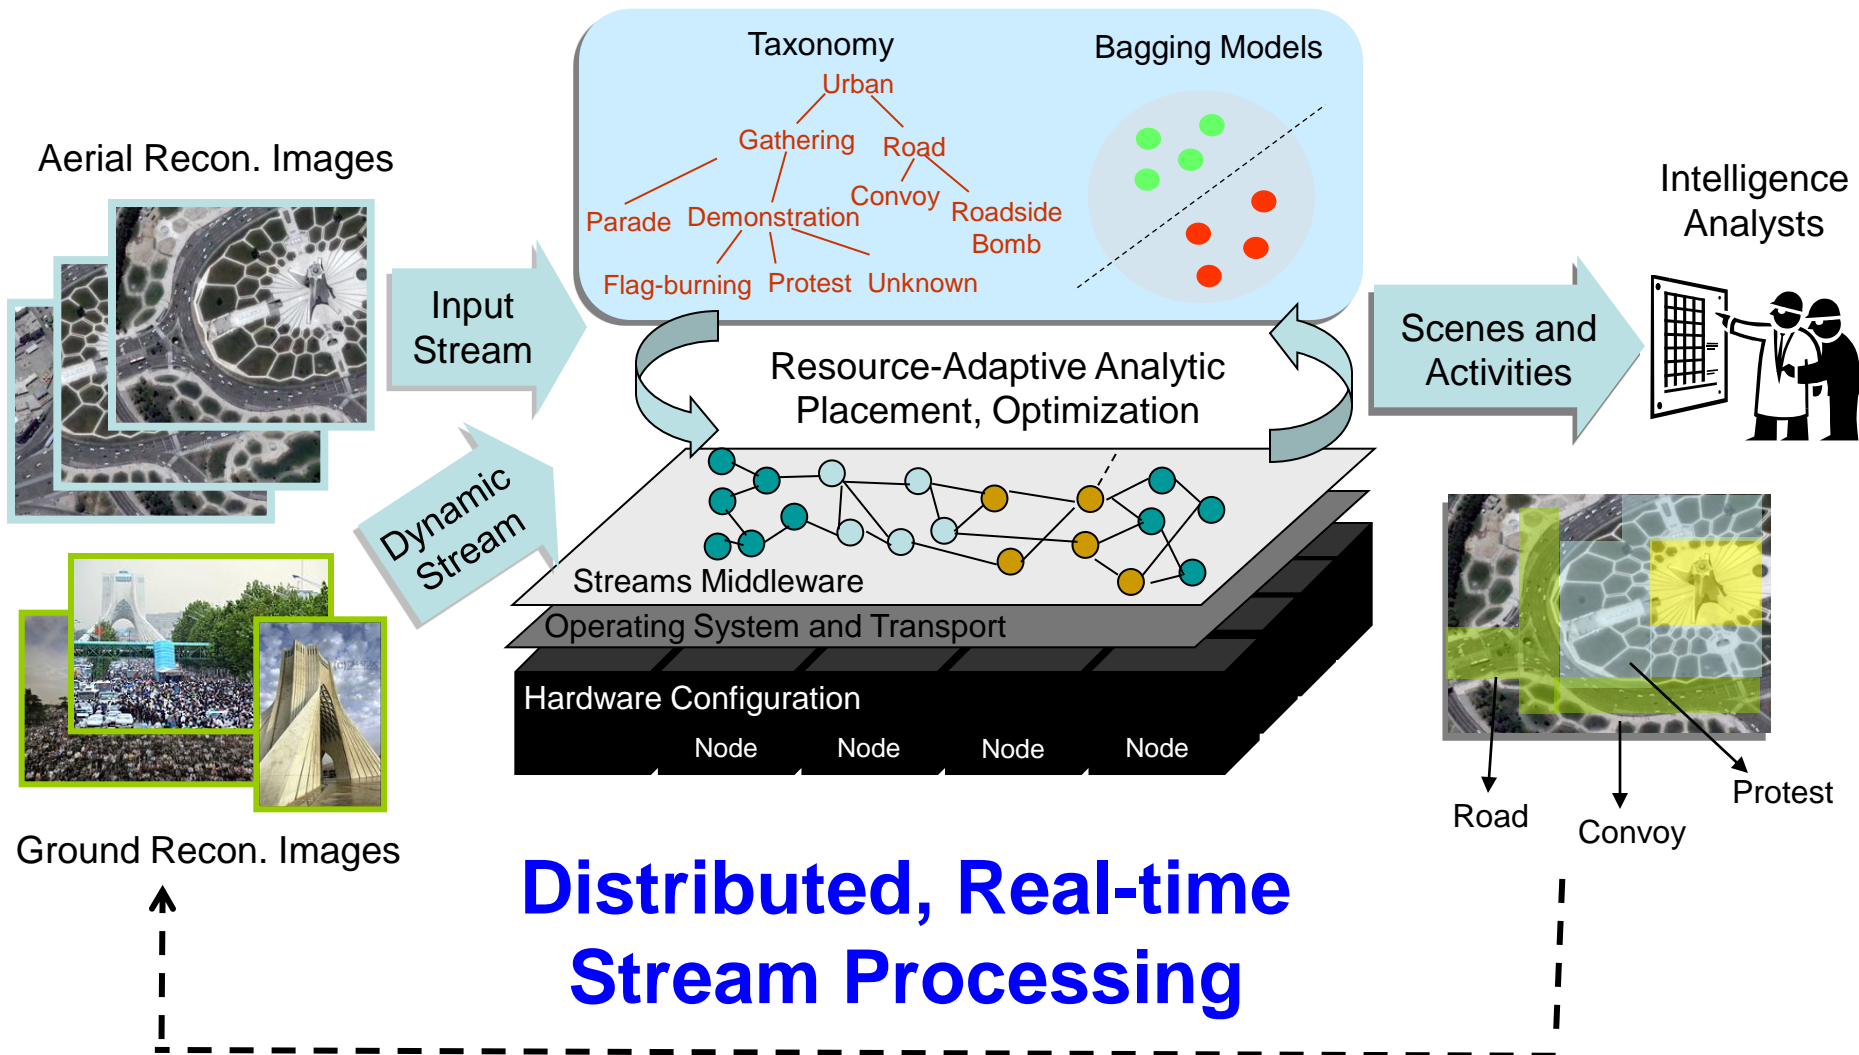 Taxonomy
Bagging Models
Urban
Gathering
Road
Parade
Demonstration
Convoy
Roadside
Bomb
Flag-burning
Protest
Unknown
Aerial Recon. Images
Input
Stream
Dynamic
Stream
Ground Recon. Images
Resource-Adaptive Analytic
Placement, Optimization
Streams Middleware
Operating System and Transport
Hardware Configuration
Node
Node
Node
Node
Scenes and
Activities
Intelligence
Analysts
Road
Convoy
Protest
Distributed, Real-time
Stream Processing